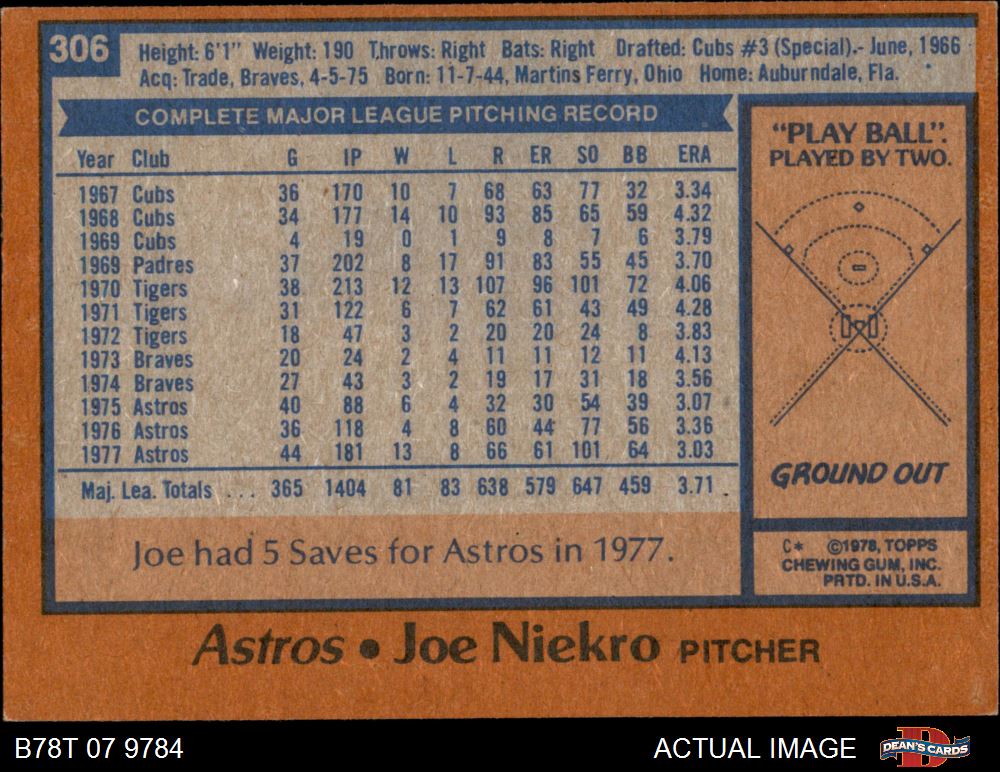 306
Height: 6'1" Weight: 190 Throws: Right Bats: Right Drafted: Cubs #3 (Special).- June, 1966
Acq: Trade, Braves, 4-5-75 Born: 11-7-44, Martins Ferry, Ohio Home: Auburndale, Fla.
COMPLETE MAJOR LEAGUE PITCHING RECORD
Year Club G IP W L R ER SO BB ERA
1967 Cubs 36 170 10 7 68 63 77 32 3.34
1968 Cubs 34 177 14 10 93 85 65 59 4.32
1969 Cubs 4 19 0 1 9 8 7 6 3.79
1969 Padres 37 202 8 17 91 83 55 45 3.70
1970 Tigers 38 213 12 13 107 96 101 72 4.06
1971 Tigers 31 122 6 7 62 61 43 49 4.28
1972 Tigers 18 47 3 2 20 20 24 8 3.83
1973 Braves 20 24 2 4 11 11 12 11 4.13
1974 Braves 27 43 3 2 19 17 31 18 3.56
1975 Astros 40 88 6 4 32 30 54 39 3.07
1976 Astros 36 118 4 8 60 44 77 56 3.36
1977 Astros 44 181 13 8 66 61 101 64 3.03
Maj. Lea. Totals ... 365 1404 81 83 638 579 647 459 3.71
Joe had 5 Saves for Astros in 1977.
"PLAY BALL".
PLAYED BY TWO.
GROUND OUT
C* ©1978, TOPPS
CHEWING GUM, INC.
PRTD. IN U.S.A.
Astros • Joe Niekro PITCHER
B78T 07 9784
ACTUAL IMAGE
D
DEAN'S CARDS